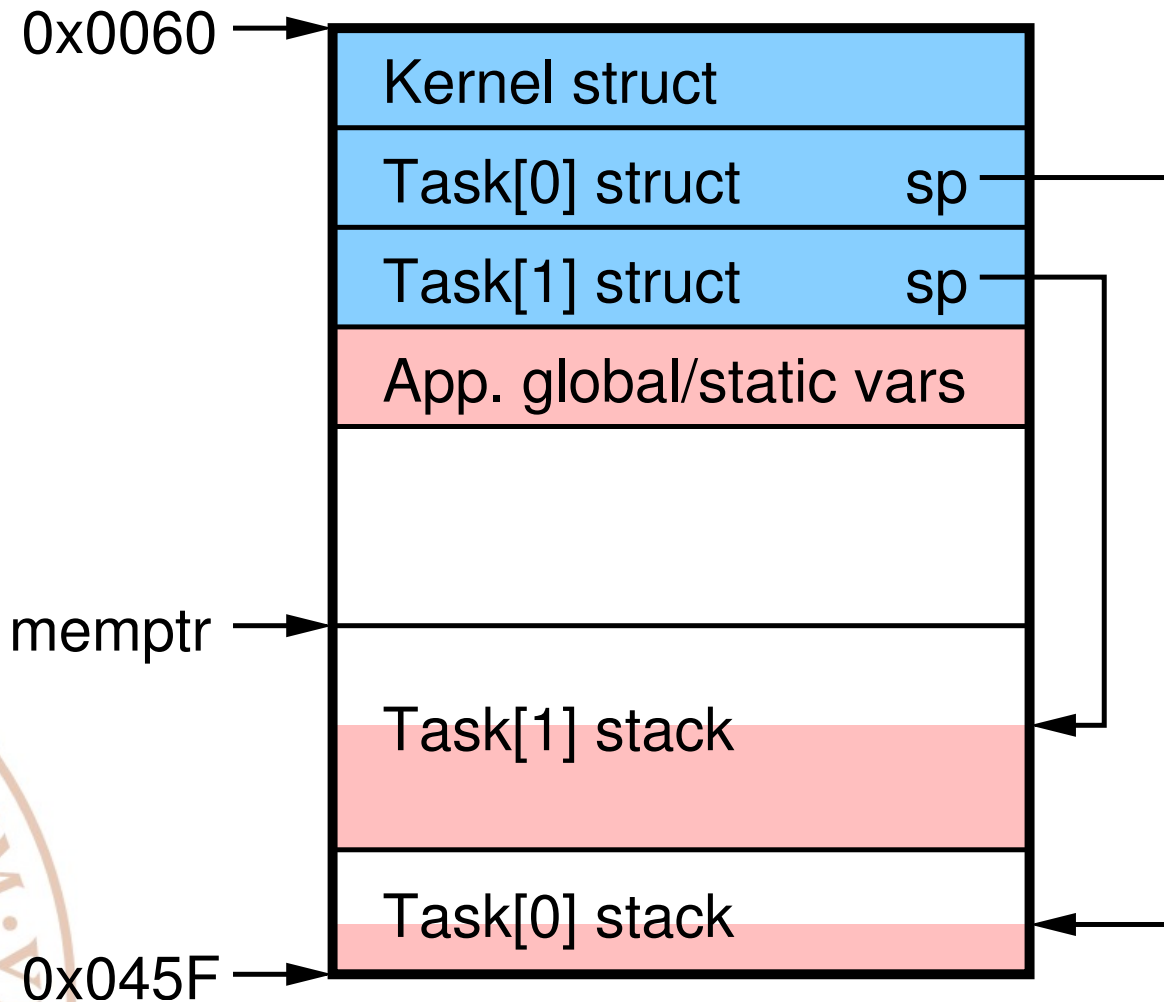 0x0060
Kernel struct
Task[0] struct sp
Task[1] struct sp
App. global/static vars
memptr
Task[1] stack
Task[0] stack
0x045F